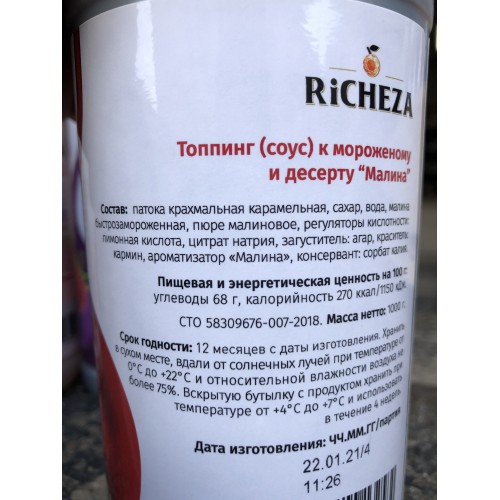 RiCHEZA
Топпинг (соус) к мороженому
и десерту "Малина"
Состав: патока крахмальная карамельная, сахар, вода, малина
быстрозамороженная, пюре малиновое, регуляторы кислотности:
лимонная кислота, цитрат натрия, загуститель: агар, краситель:
кармин, ароматизатор «Малина», консервант: сорбат калия.
Пищевая и энергетическая ценность на 100 г:
углеводы 68 г, калорийность 270 ккал/1150 кДж.
СТО 58309676-007-2018. Масса нетто: 1000 г.
Срок годности: 12 месяцев с даты изготовления. Хранить
в сухом месте, вдали от солнечных лучей при температуре от
0°С до +22°С и относительной влажности воздуха не
более 75%. Вскрытую бутылку с продуктом хранить при
температуре от +4°С до +7°С и использовать
в течение 4 недель.
Дата изготовления: ЧЧ.ММ.ГГ/партия
22.01.21/4
11:26